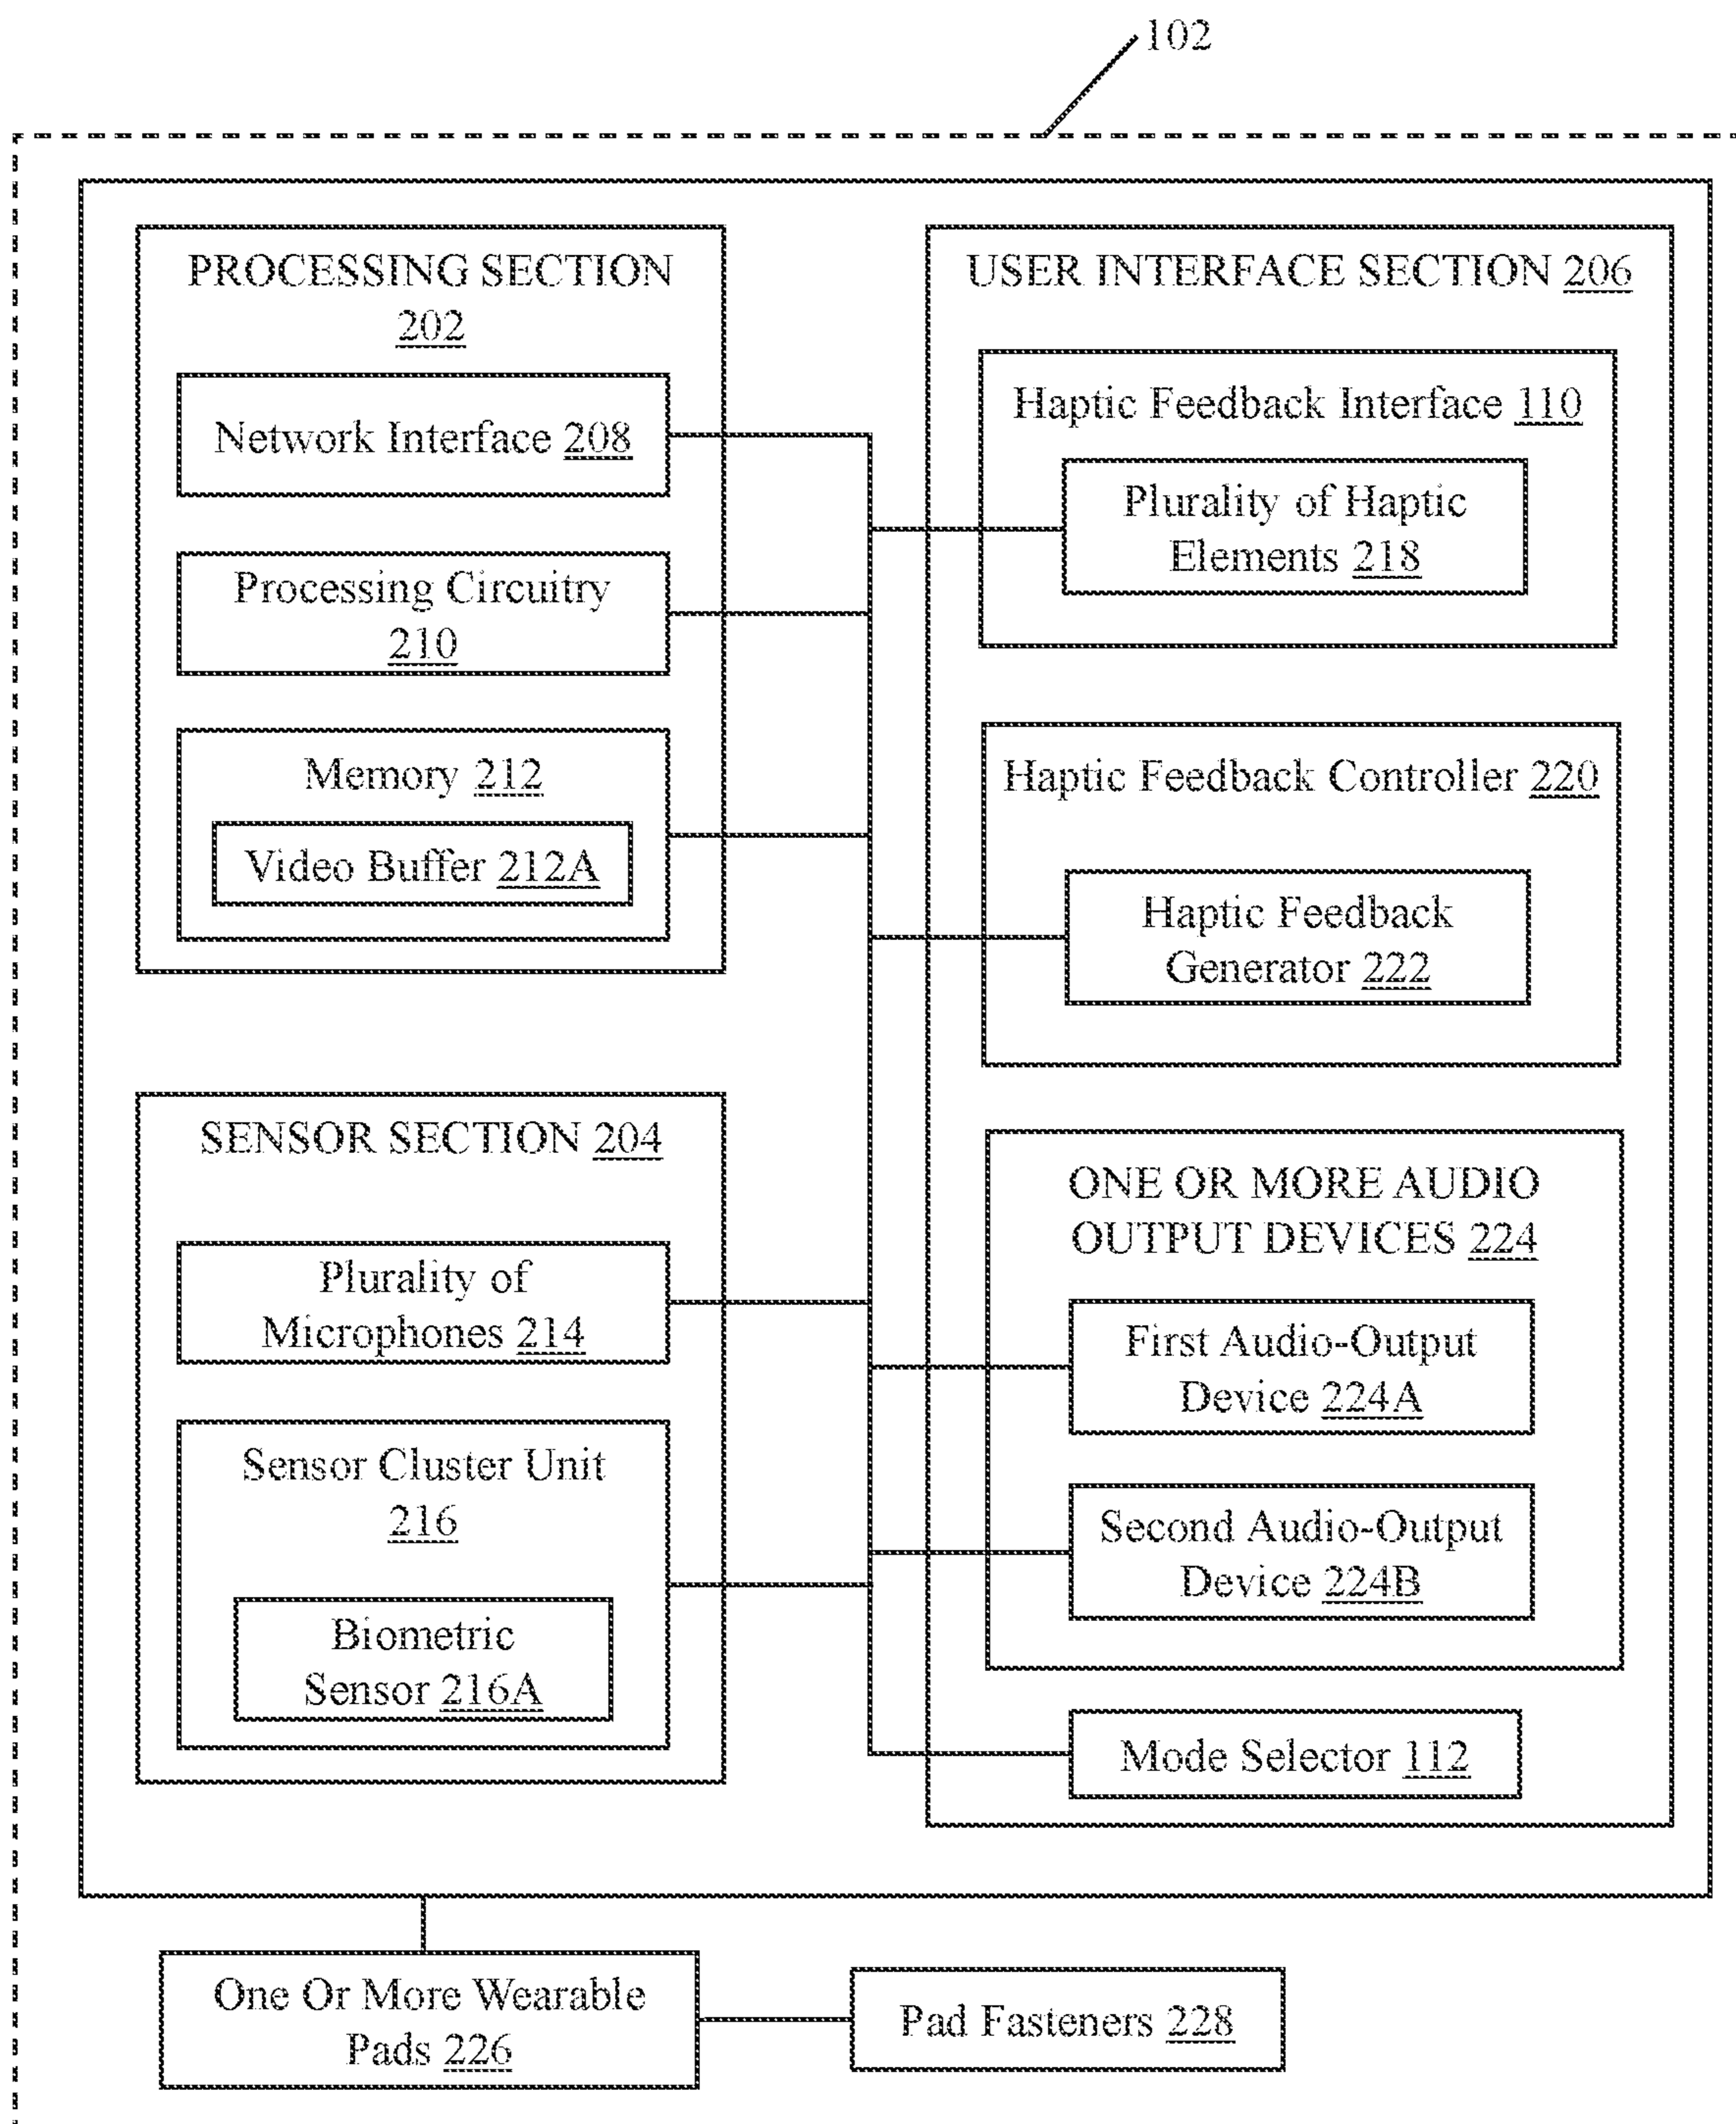 102
PROCESSING SECTION
202
Network Interface 208
Processing Circuitry
210
Memory 212
Video Buffer 212A
SENSOR SECTION 204
Plurality of
Microphones 214
Sensor Cluster Unit
216
Biometric
Sensor 216A
USER INTERFACE SECTION 206
Haptic Feedback Interface 110
Plurality of Haptic
Elements 218
Haptic Feedback Controller 220
Haptic Feedback
Generator 222
ONE OR MORE AUDIO
OUTPUT DEVICES 224
First Audio-Output
Device 224A
Second Audio-Output
Device 224B
Mode Selector 112
One Or More Wearable
Pads 226
Pad Fasteners 228